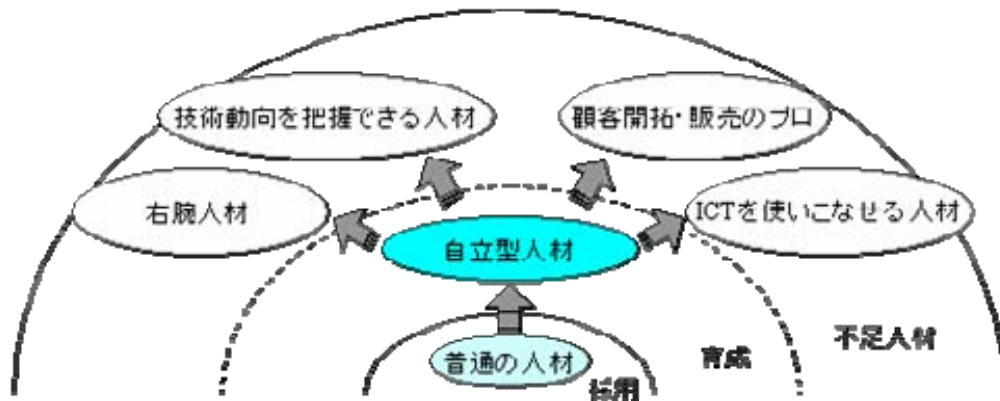 技術動向を把握できる人材
顧客開拓・販売のプロ
右腕人材
ICTを使いこなせる人材
自立型人材
不足人材
育成
普通の人材
採用